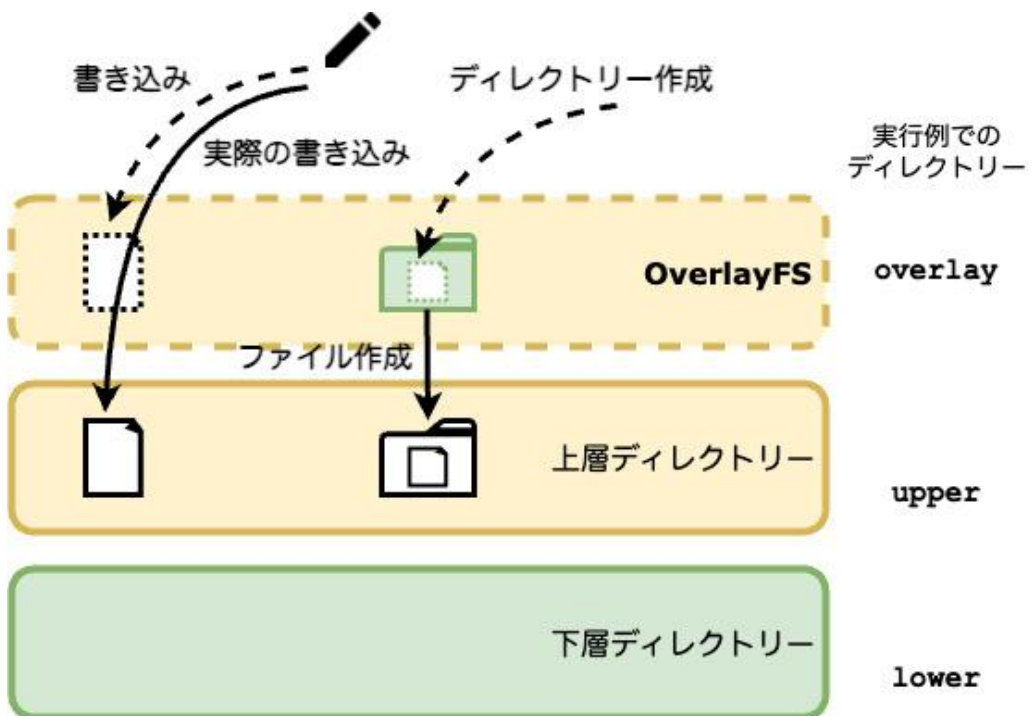 書き込み
ディレクトリー作成
実際の書き込み
実行例での
ディレクトリー
OverlayFS
overlay
ファイル作成
上層ディレクトリー
upper
下層ディレクトリー
lower